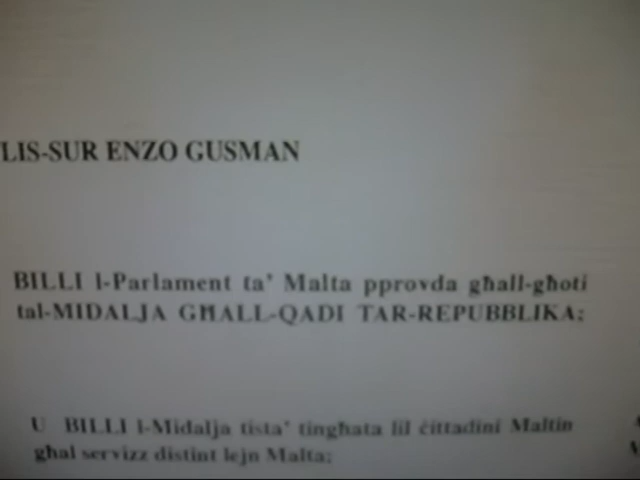 LIS-SUR ENZO GUSMAN
BILLI l-Parlament ta' Malta pprovda għall-għoti
tal-MIDALJA GĦALL-QADI TAR-REPUBBLIKA;
U BILLI l-Midalja tista' tingħata lil ċittadini Maltin
għal servizz distint lejn Malta;